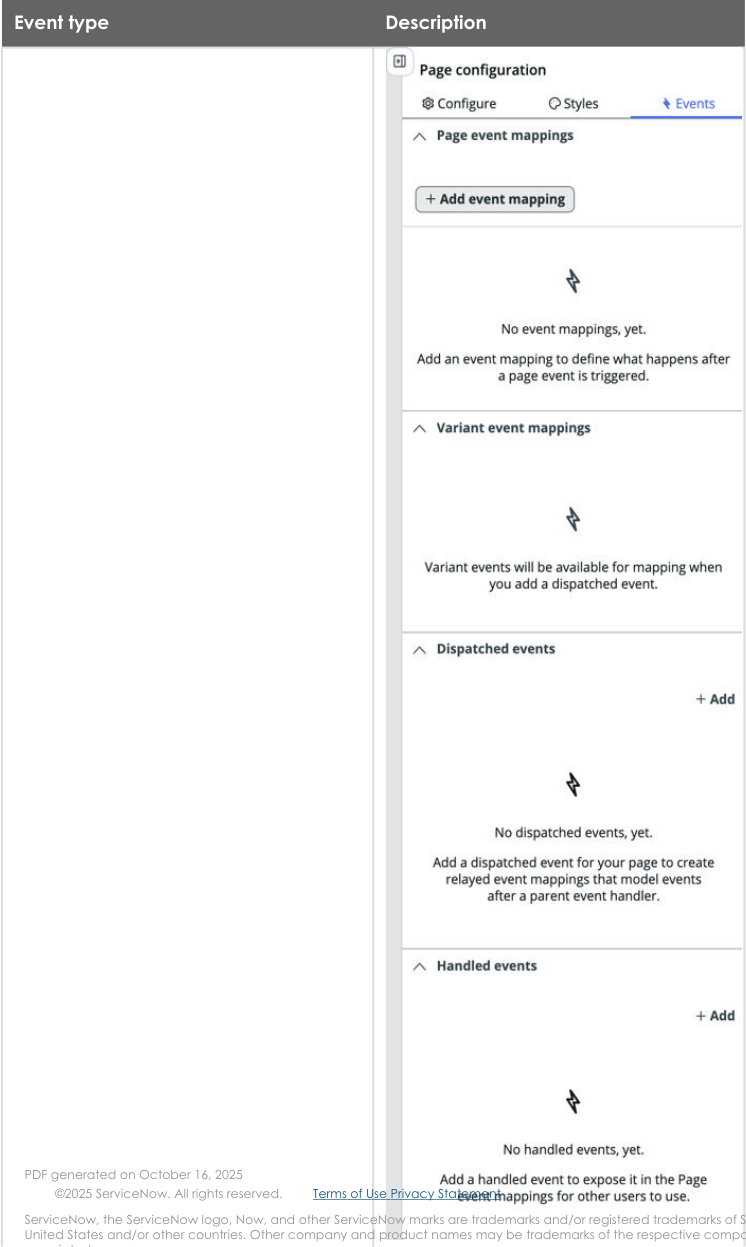 Event type
Description
Page configuration
Configure
Styles
Events
Page event mappings
+ Add event mapping
No event mappings, yet.
Add an event mapping to define what happens after
a page event is triggered.
Variant event mappings
Variant events will be available for mapping when
you add a dispatched event.
Dispatched events
+ Add
No dispatched events, yet.
Add a dispatched event for your page to create
relayed event mappings that model events
after a parent event handler.
Handled events
+ Add
No handled events, yet.
Add a handled event to expose it in the Page
event mappings for other users to use.
PDF generated on October 16, 2025
©2025 ServiceNow. All rights reserved.
Terms of Use Privacy Statement
ServiceNow, the ServiceNow logo, Now, and other ServiceNow marks are trademarks and/or registered trademarks of
United States and/or other countries. Other company and product names may be trademarks of the respective